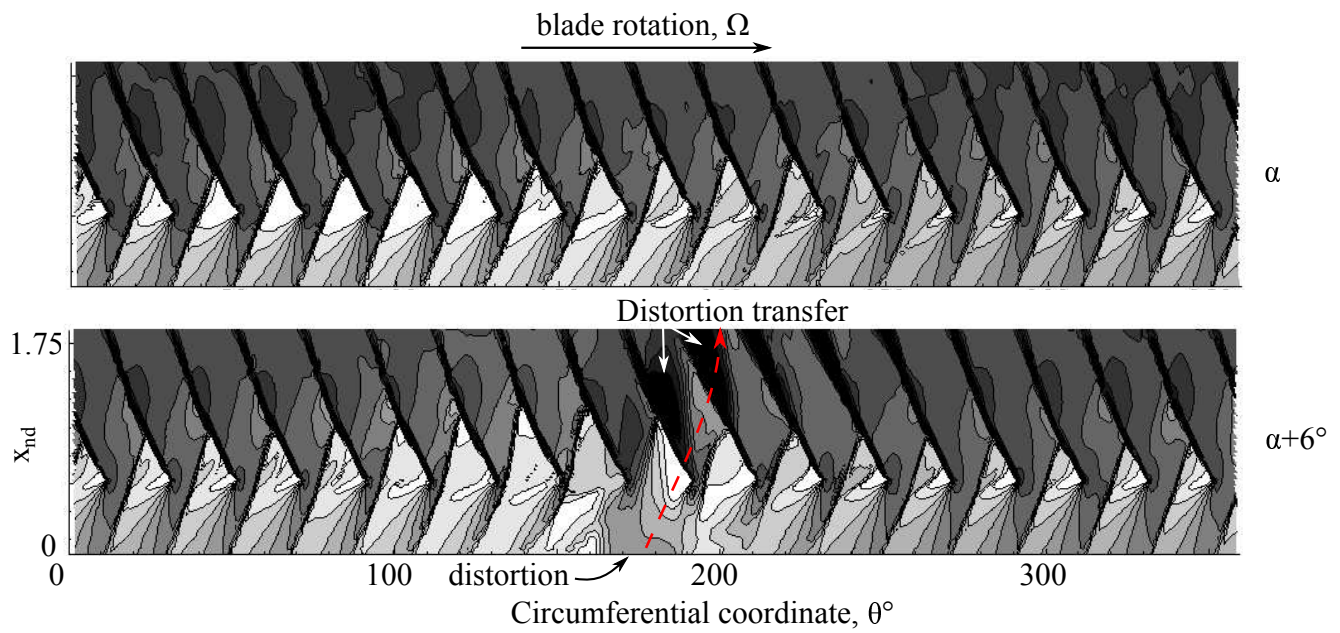 blade rotation, Ω
α
Distortion transfer
1.75
x_nd
α+6°
0
0 100 200 300
distortion
Circumferential coordinate, θ°